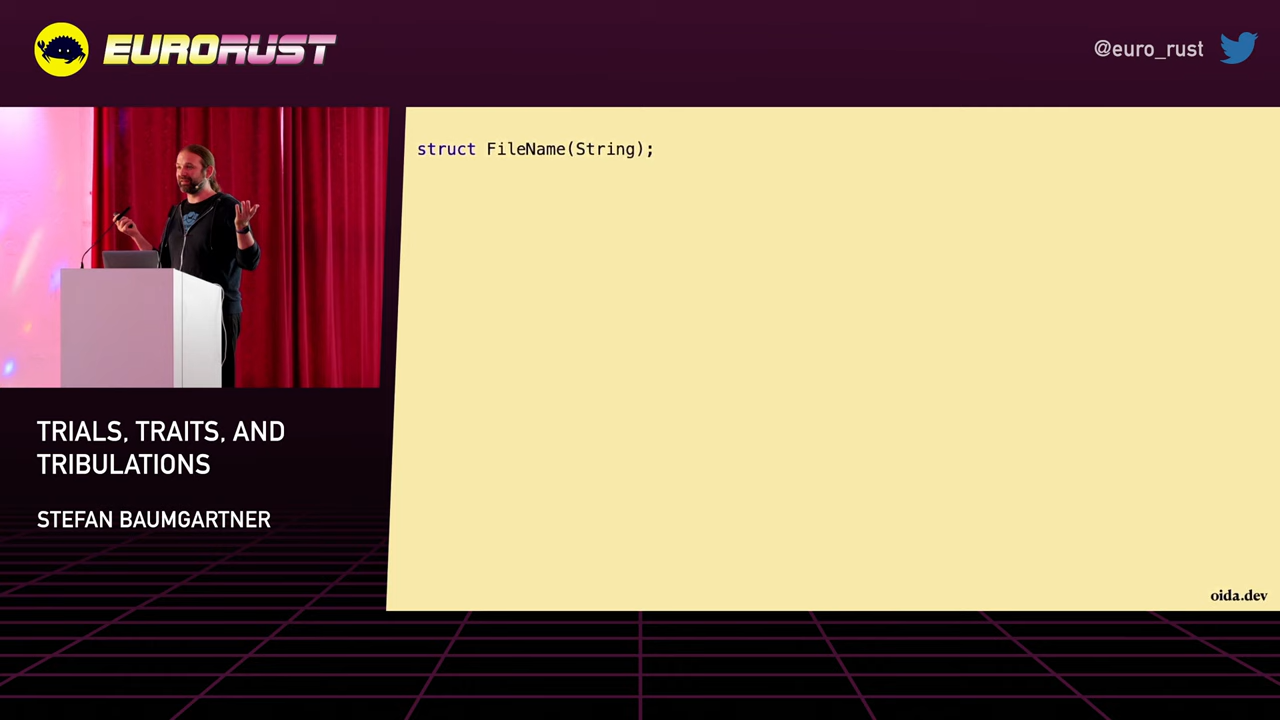 EURORUST
@euro_rust
struct FileName(String);
TRIALS, TRAITS, AND
TRIBULATIONS
STEFAN BAUMGARTNER
oida.dev